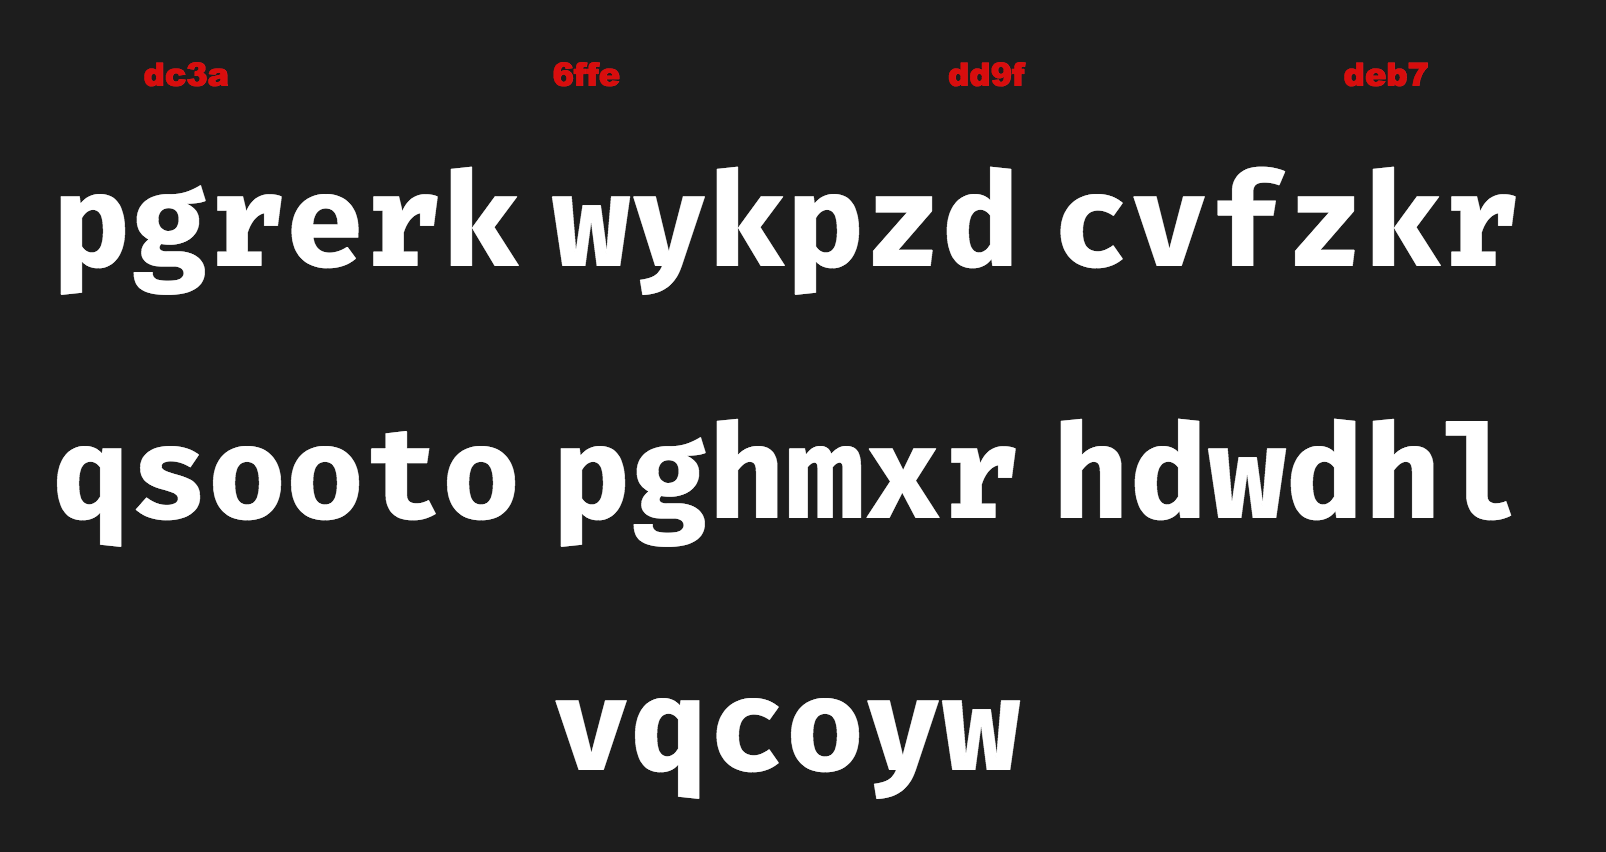 dc3a 6ffe dd9f deb7
pgrerk wykpzd cvfzkr
qsooto pghmxr hdwdhl
vqcoyw